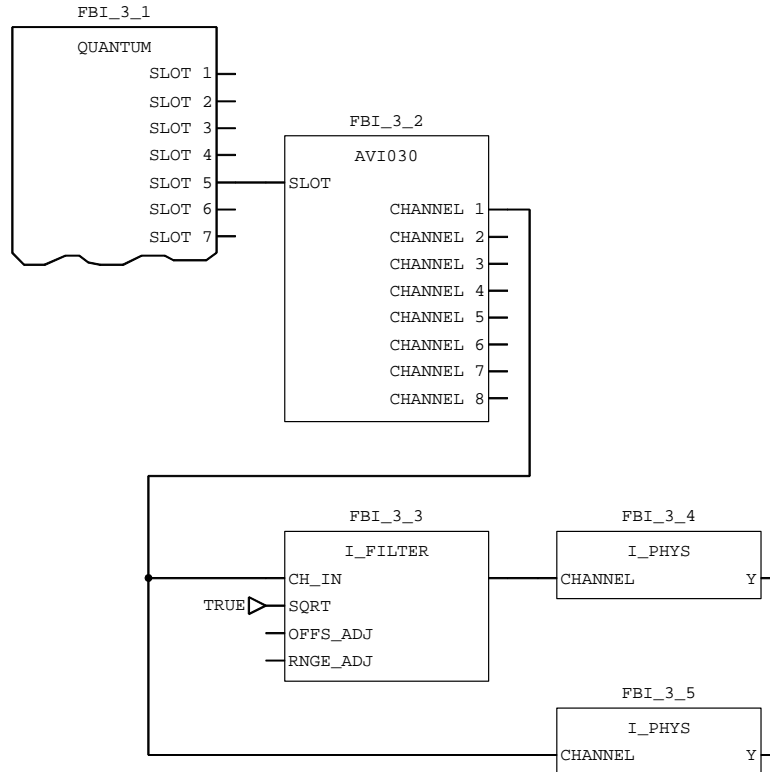 FBI_3_1
QUANTUM
SLOT 1
SLOT 2
SLOT 3
SLOT 4
SLOT 5
SLOT 6
SLOT 7
FBI_3_2
AVI030
SLOT
CHANNEL 1
CHANNEL 2
CHANNEL 3
CHANNEL 4
CHANNEL 5
CHANNEL 6
CHANNEL 7
CHANNEL 8
FBI_3_3
I_FILTER
CH_IN
TRUE SQRT
OFFS_ADJ
RNGE_ADJ
FBI_3_4
I_PHYS
CHANNEL Y
FBI_3_5
I_PHYS
CHANNEL Y